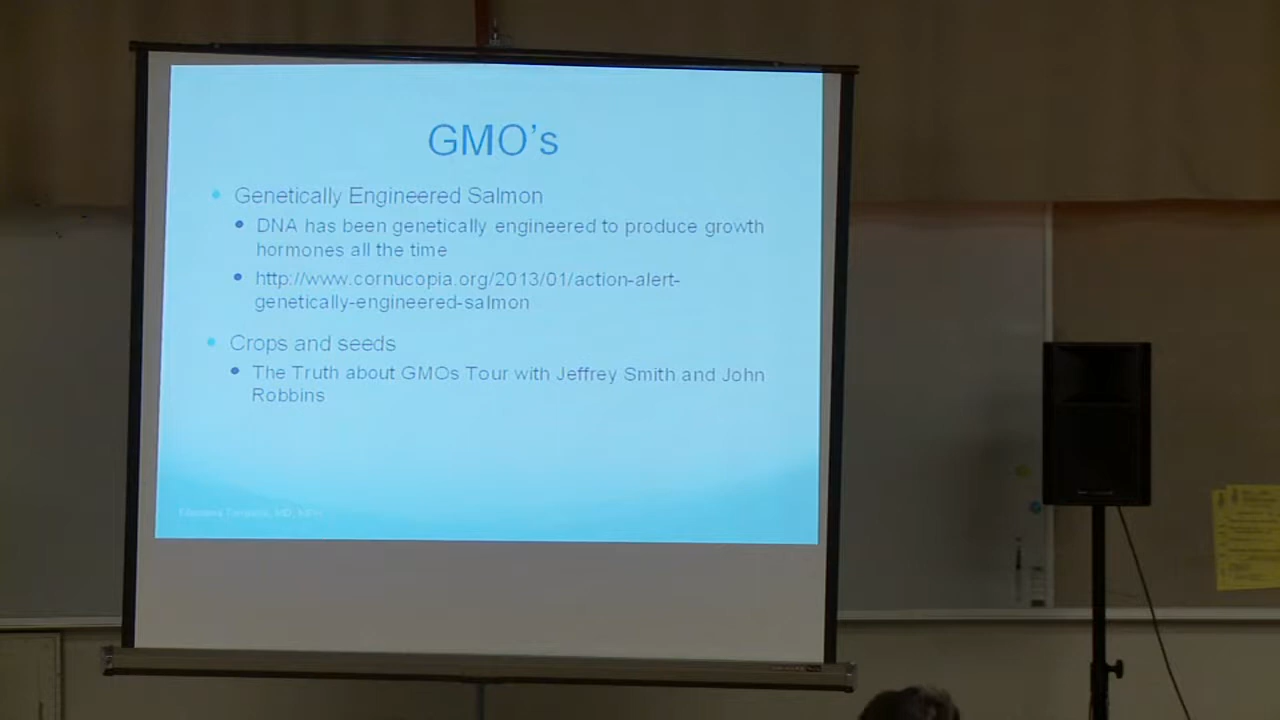 GMO's
Genetically Engineered Salmon
DNA has been genetically engineered to produce growth
hormones all the time
http://www.cornucopia.org/2013/01/action-alert-
genetically-engineered-salmon
Crops and seeds
The Truth about GMOs Tour with Jeffrey Smith and John
Robbins
MD, MPH